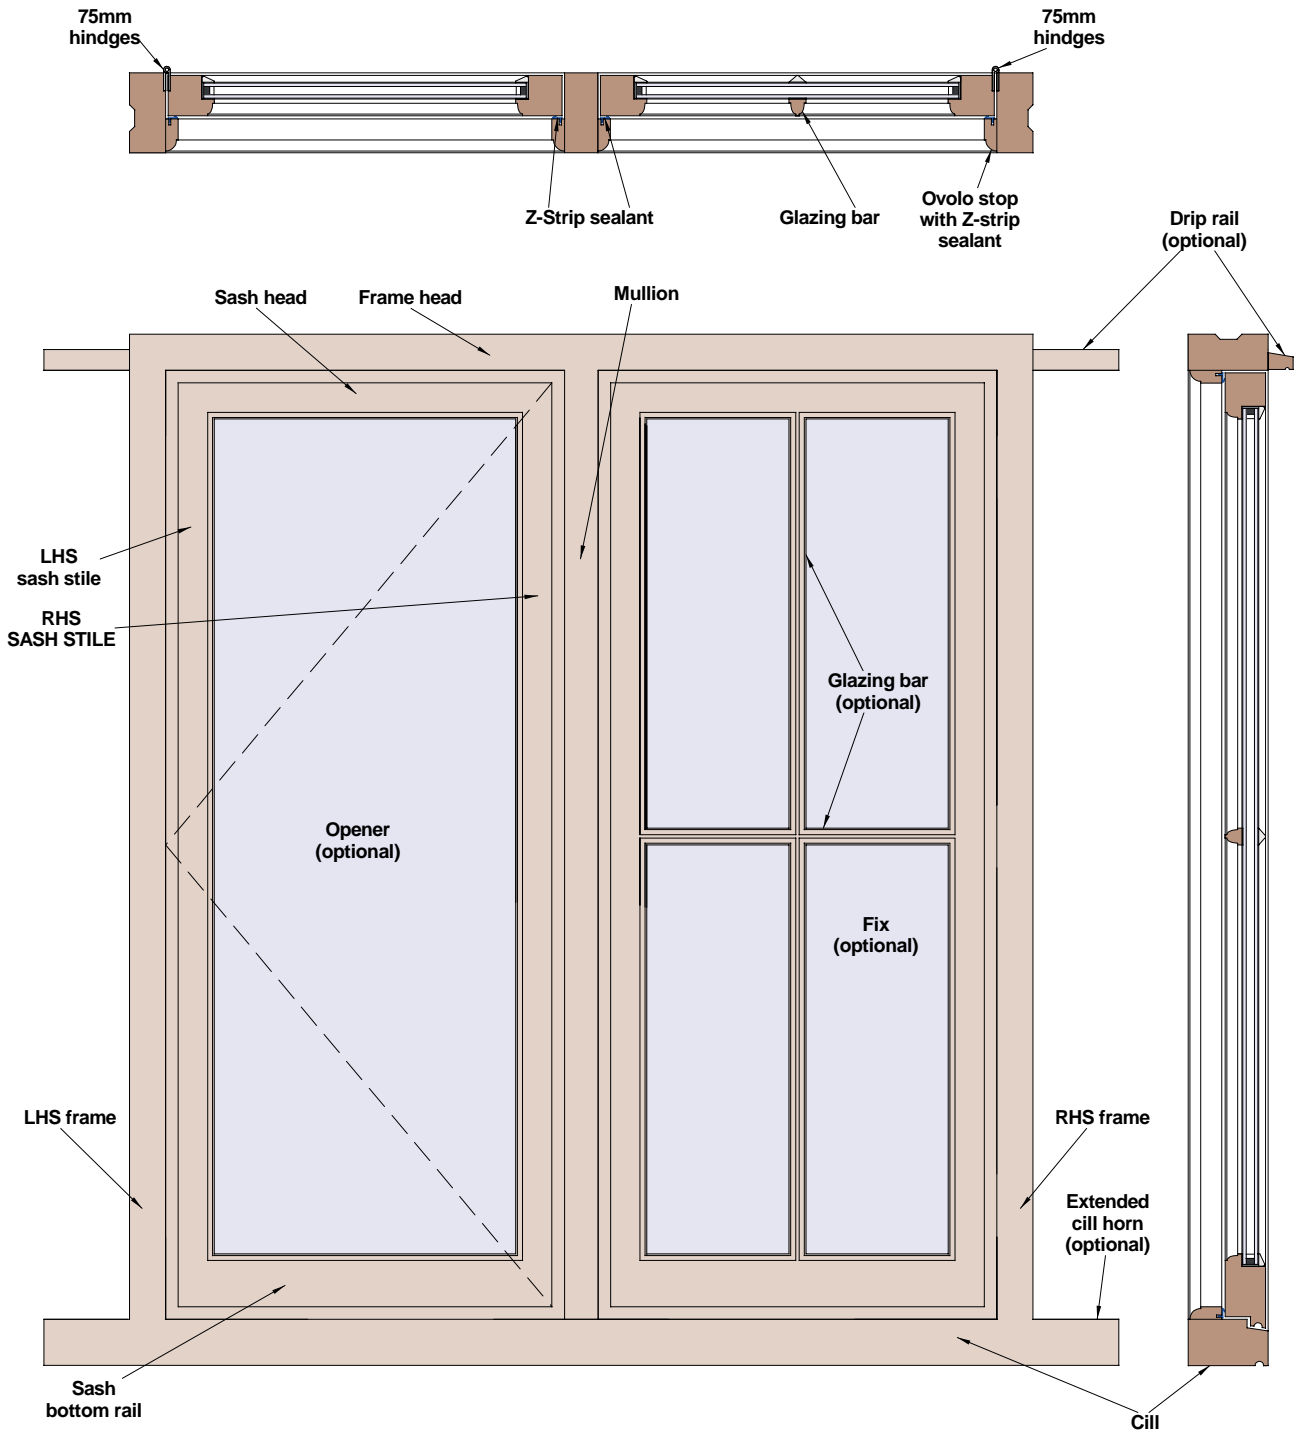 75mm
hindges
75mm
hindges
Z-Strip sealant
Glazing bar
Ovolo stop
with Z-strip
sealant
Drip rail
(optional)
Sash head
Frame head
Mullion
LHS
sash stile
RHS
SASH STILE
Glazing bar
(optional)
Opener
(optional)
Fix
(optional)
LHS frame
RHS frame
Extended
cill horn
(optional)
Sash
bottom rail
Cill